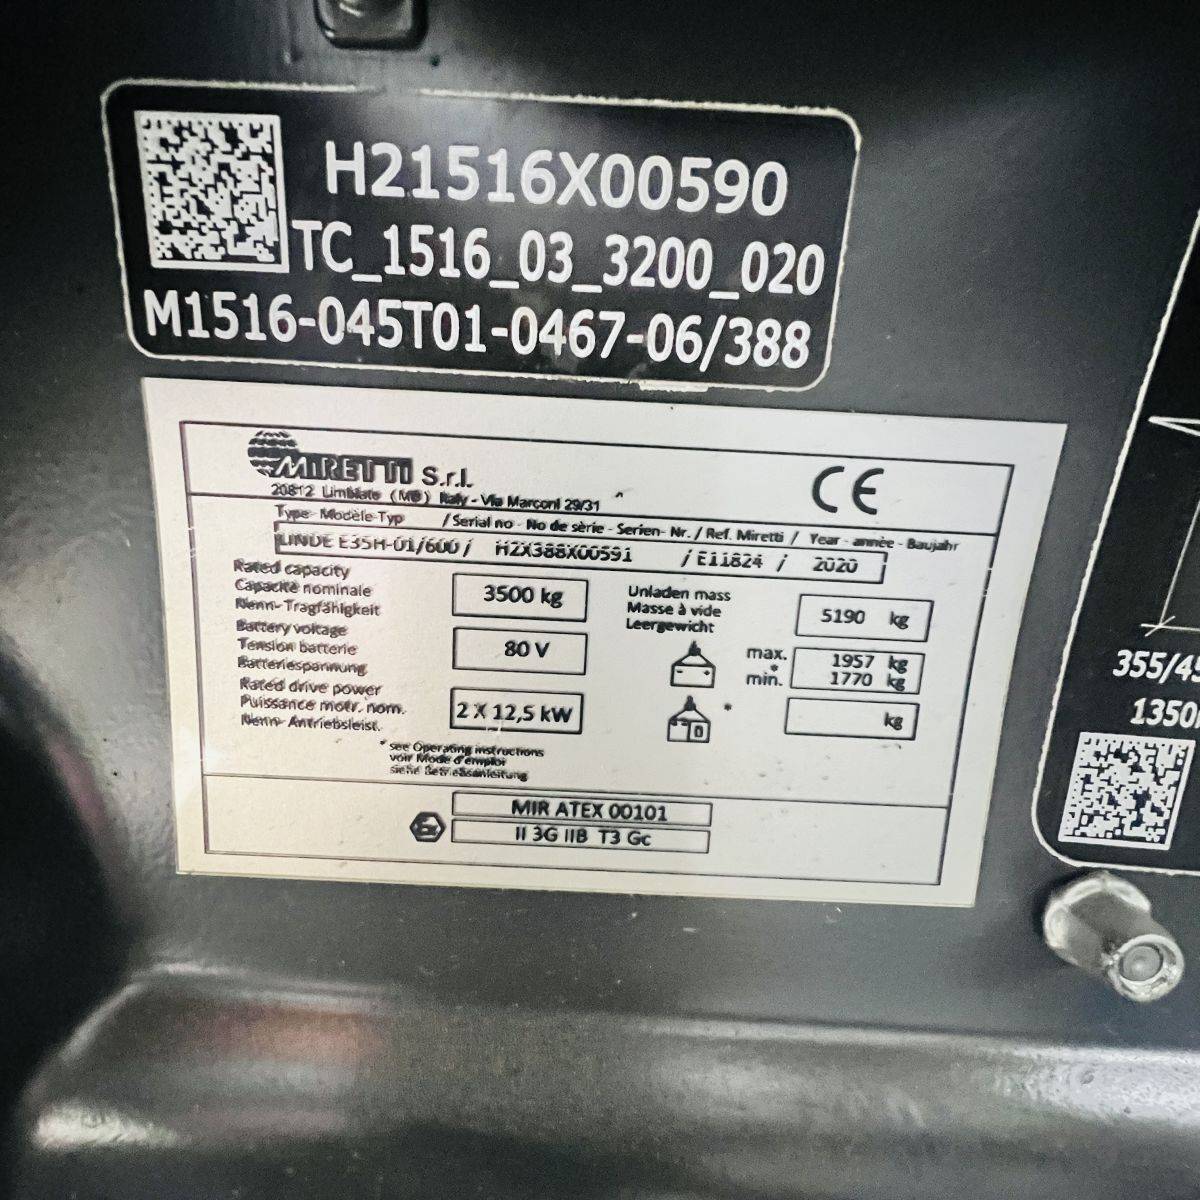 H21516X00590
TC_1516_03_3200_020
M1516-045T01-0467-06/388
MIRETTI S.r.l.
20812 Limbiate (MB) Italy - Via Marconi 29/31
CE
Type - Modèle-Typ / Serial no - No de sèrie - Serien- Nr. / Ref. Miretti / Year - année - Baujahr
LINDE E35H-01/600 / H2X388X00591 / E11824 / 2020
Rated capacity
Capacité nominale
Nenn- Tragfähigkeit
3500 kg
Battery voltage
Tension batterie
Batteriespannung
80 V
Rated drive power
Puissance motr. nom.
Nenn- Antriebsleist.
2 X 12,5 kW
Unladen mass
Masse à vide
Leergewicht
5190 kg
max. 1957 kg
*
min. 1770 kg
* kg
* see Operating instructions
voir Mode d'emploi
siehe Betriebsanleitung
MIR ATEX 00101
Ex
II 3G IIB T3 Gc
355/45
1350